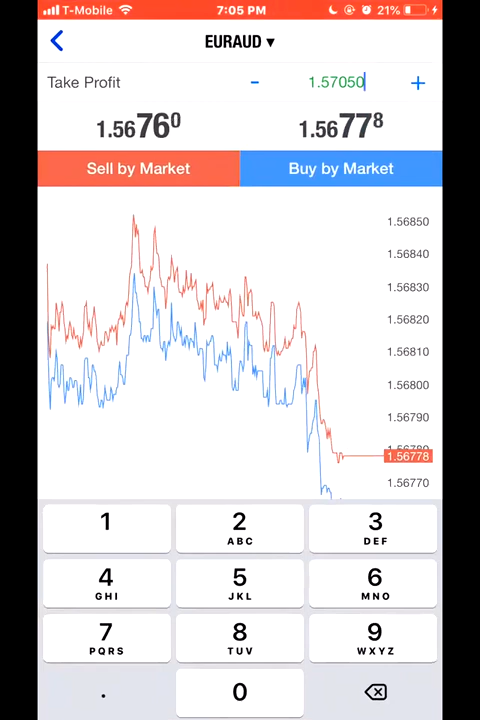 T-Mobile 7:05 PM 21%
EURAUD ▾
Take Profit - 1.57050 +
1.56760 1.56778
Sell by Market Buy by Market
1.56850
1.56840
1.56830
1.56820
1.56810
1.56800
1.56790
1.56780
1.56778
1.56770
1 2 3
ABC DEF
4 5 6
GHI JKL MNO
7 8 9
PQRS TUV WXYZ
. 0